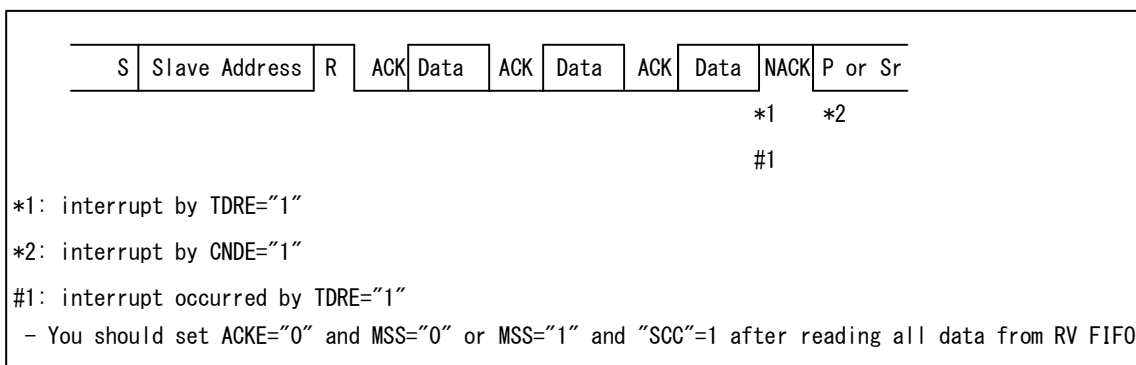 S Slave Address R ACK Data ACK Data ACK Data NACK P or Sr
*1 *2
#1
*1: interrupt by TDRE="1"
*2: interrupt by CNDE="1"
#1: interrupt occurred by TDRE="1"
- You should set ACKE="0" and MSS="0" or MSS="1" and "SCC"=1 after reading all data from RV FIFO